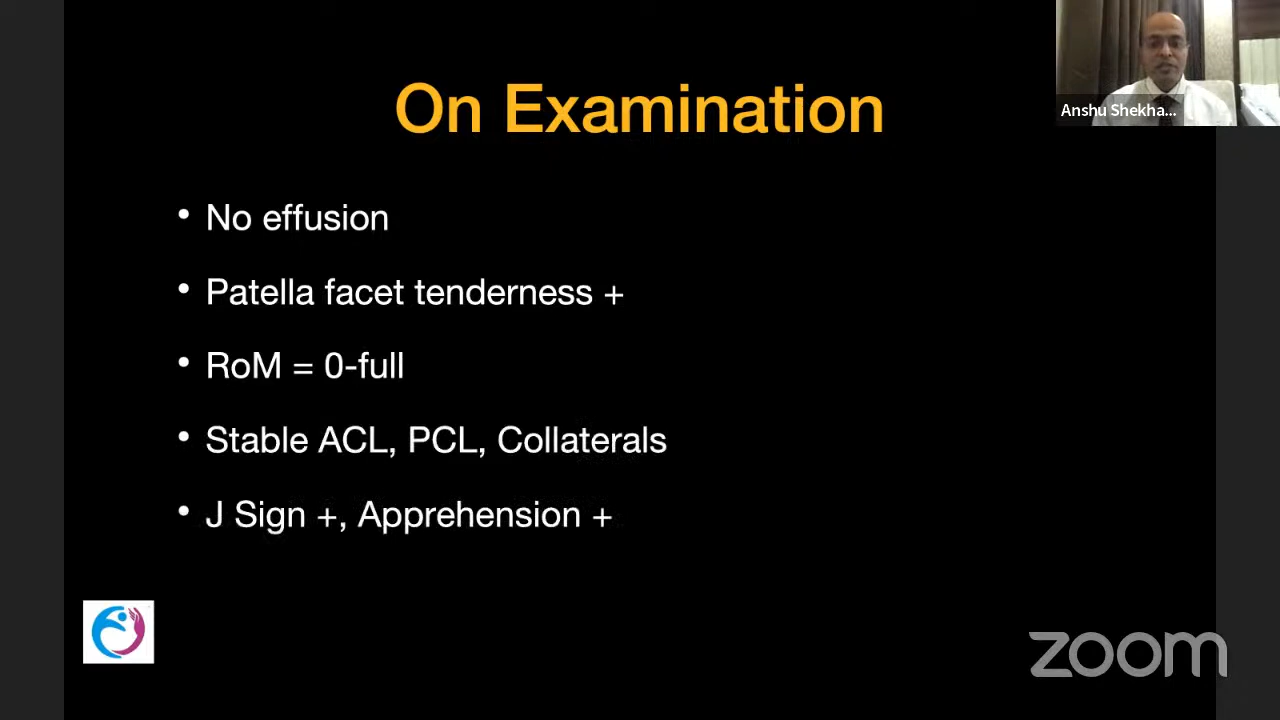 On Examination
Anshu Shekha...
• No effusion
• Patella facet tenderness +
• RoM = 0-full
• Stable ACL, PCL, Collaterals
• J Sign +, Apprehension +
zoom